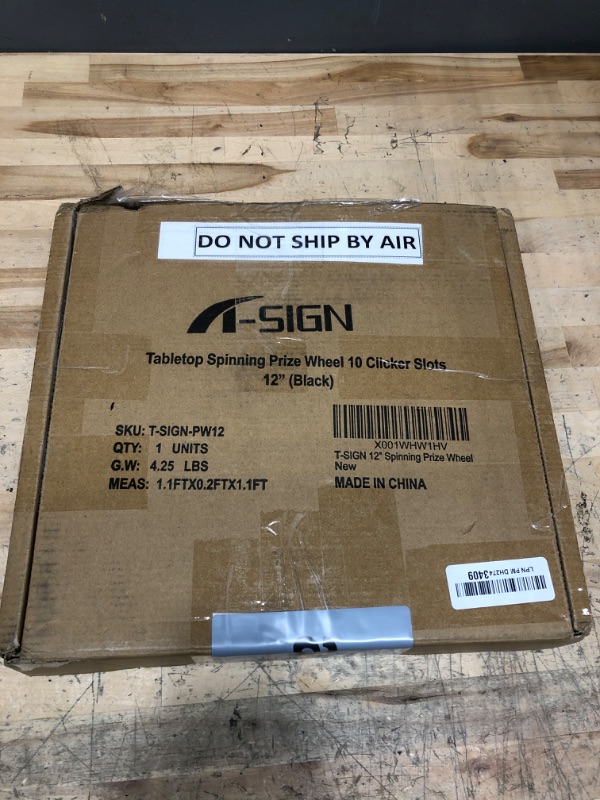 DO NOT SHIP BY AIR
T-SIGN
Tabletop Spinning Prize Wheel 10 Clicker Slots
12" (Black)
SKU: T-SIGN-PW12
QTY: 1 UNITS
G.W: 4.25 LBS
MEAS: 1.1FTX0.2FTX1.1FT
X001WHW1HV
T-SIGN 12" Spinning Prize Wheel
New
MADE IN CHINA
LPN PM DH2743409